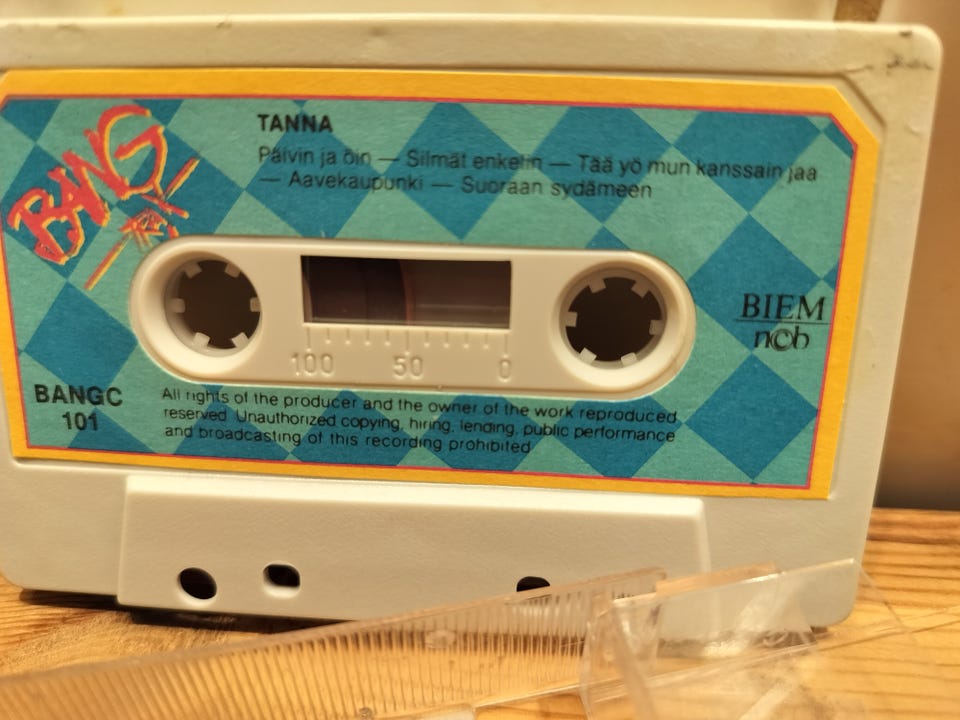 BANG
TANNA
Päivin ja öin — Silmät enkelin — Tää yö mun kanssain jaa
— Aavekaupunki — Suoraan sydämeen
BIEM
n©b
100 50 0
BANGC
101
All rights of the producer and the owner of the work reproduced
reserved. Unauthorized copying, hiring, lending, public performance
and broadcasting of this recording prohibited